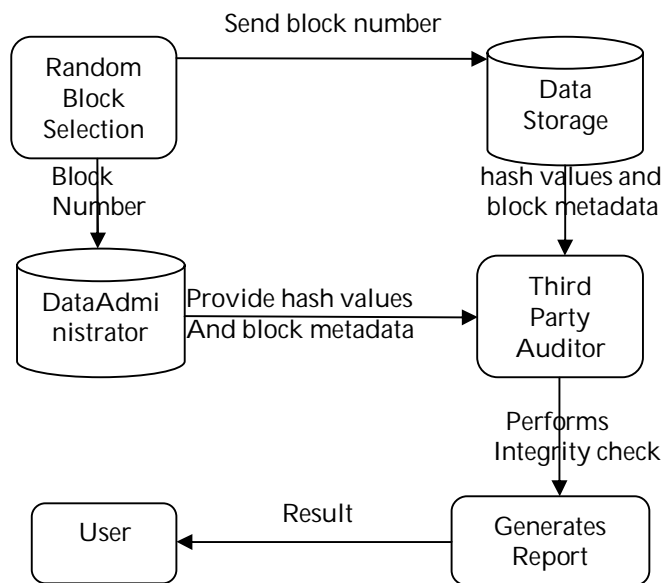 Send block number
Random
Block
Selection
Data
Storage
Block
Number
hash values and
block metadata
DataAdmi
nistrator
Provide hash values
And block metadata
Third
Party
Auditor
Performs
Integrity check
User
Result
Generates
Report